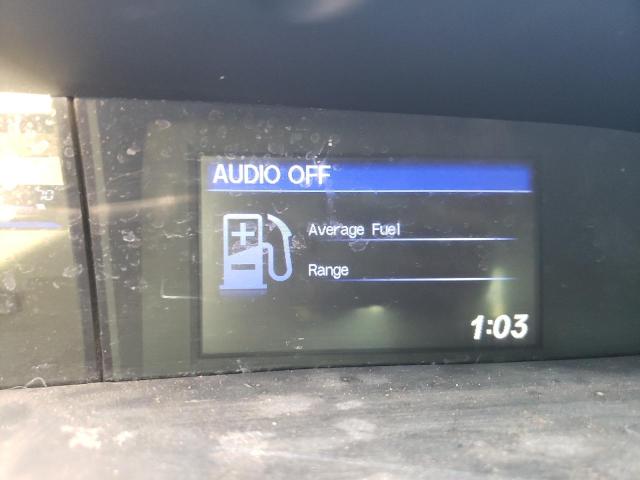 AUDIO OFF
Average Fuel
Range
1:03